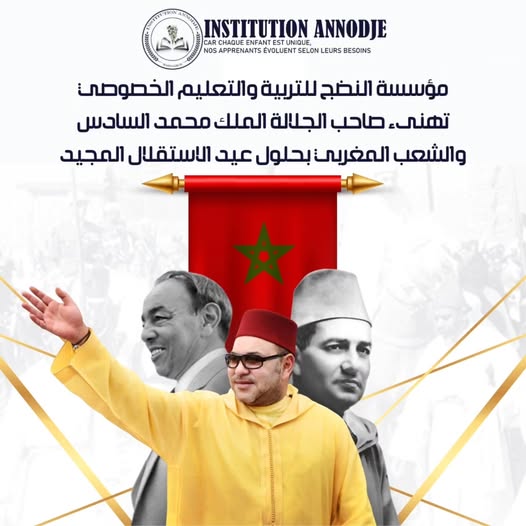 INSTITUTION ANNODJE
CAR CHAQUE ENFANT EST UNIQUE,
NOS APPRENANTS ÉVOLUENT SELON LEURS BESOINS
مؤسسة النضج للتربية والتعليم الخصوصي
تهنىء صاحب الجلالة الملك محمد السادس
والشعب المغربي بحلول عيد الاستقلال المجيد